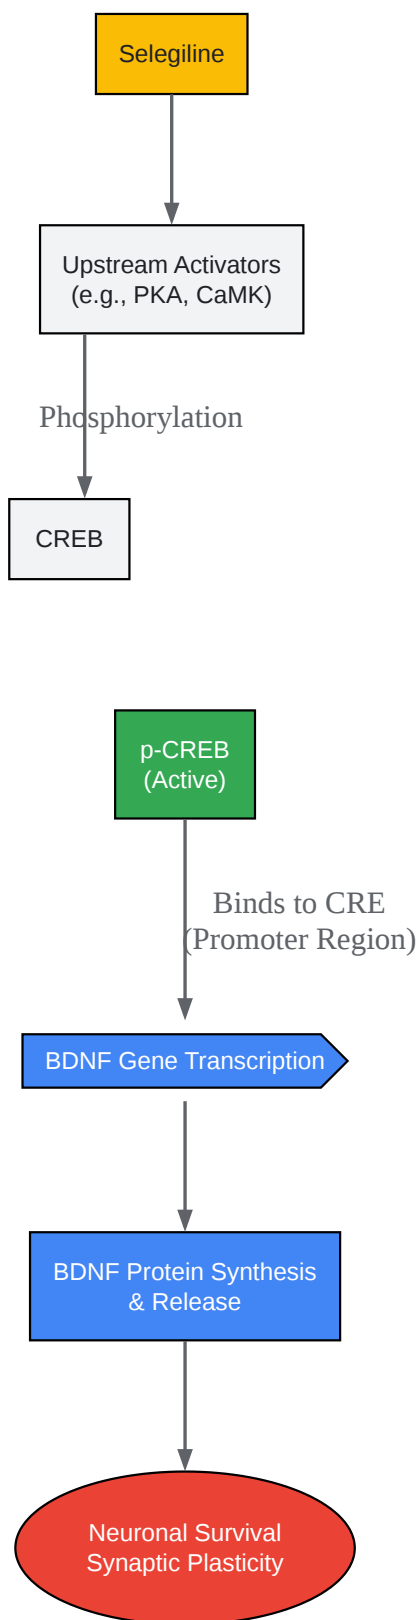 Selegiline
Upstream Activators
(e.g., PKA, CaMK)
Phosphorylation
CREB
p-CREB
(Active)
Binds to CRE
(Promoter Region)
BDNF Gene Transcription
BDNF Protein Synthesis
& Release
Neuronal Survival
Synaptic Plasticity